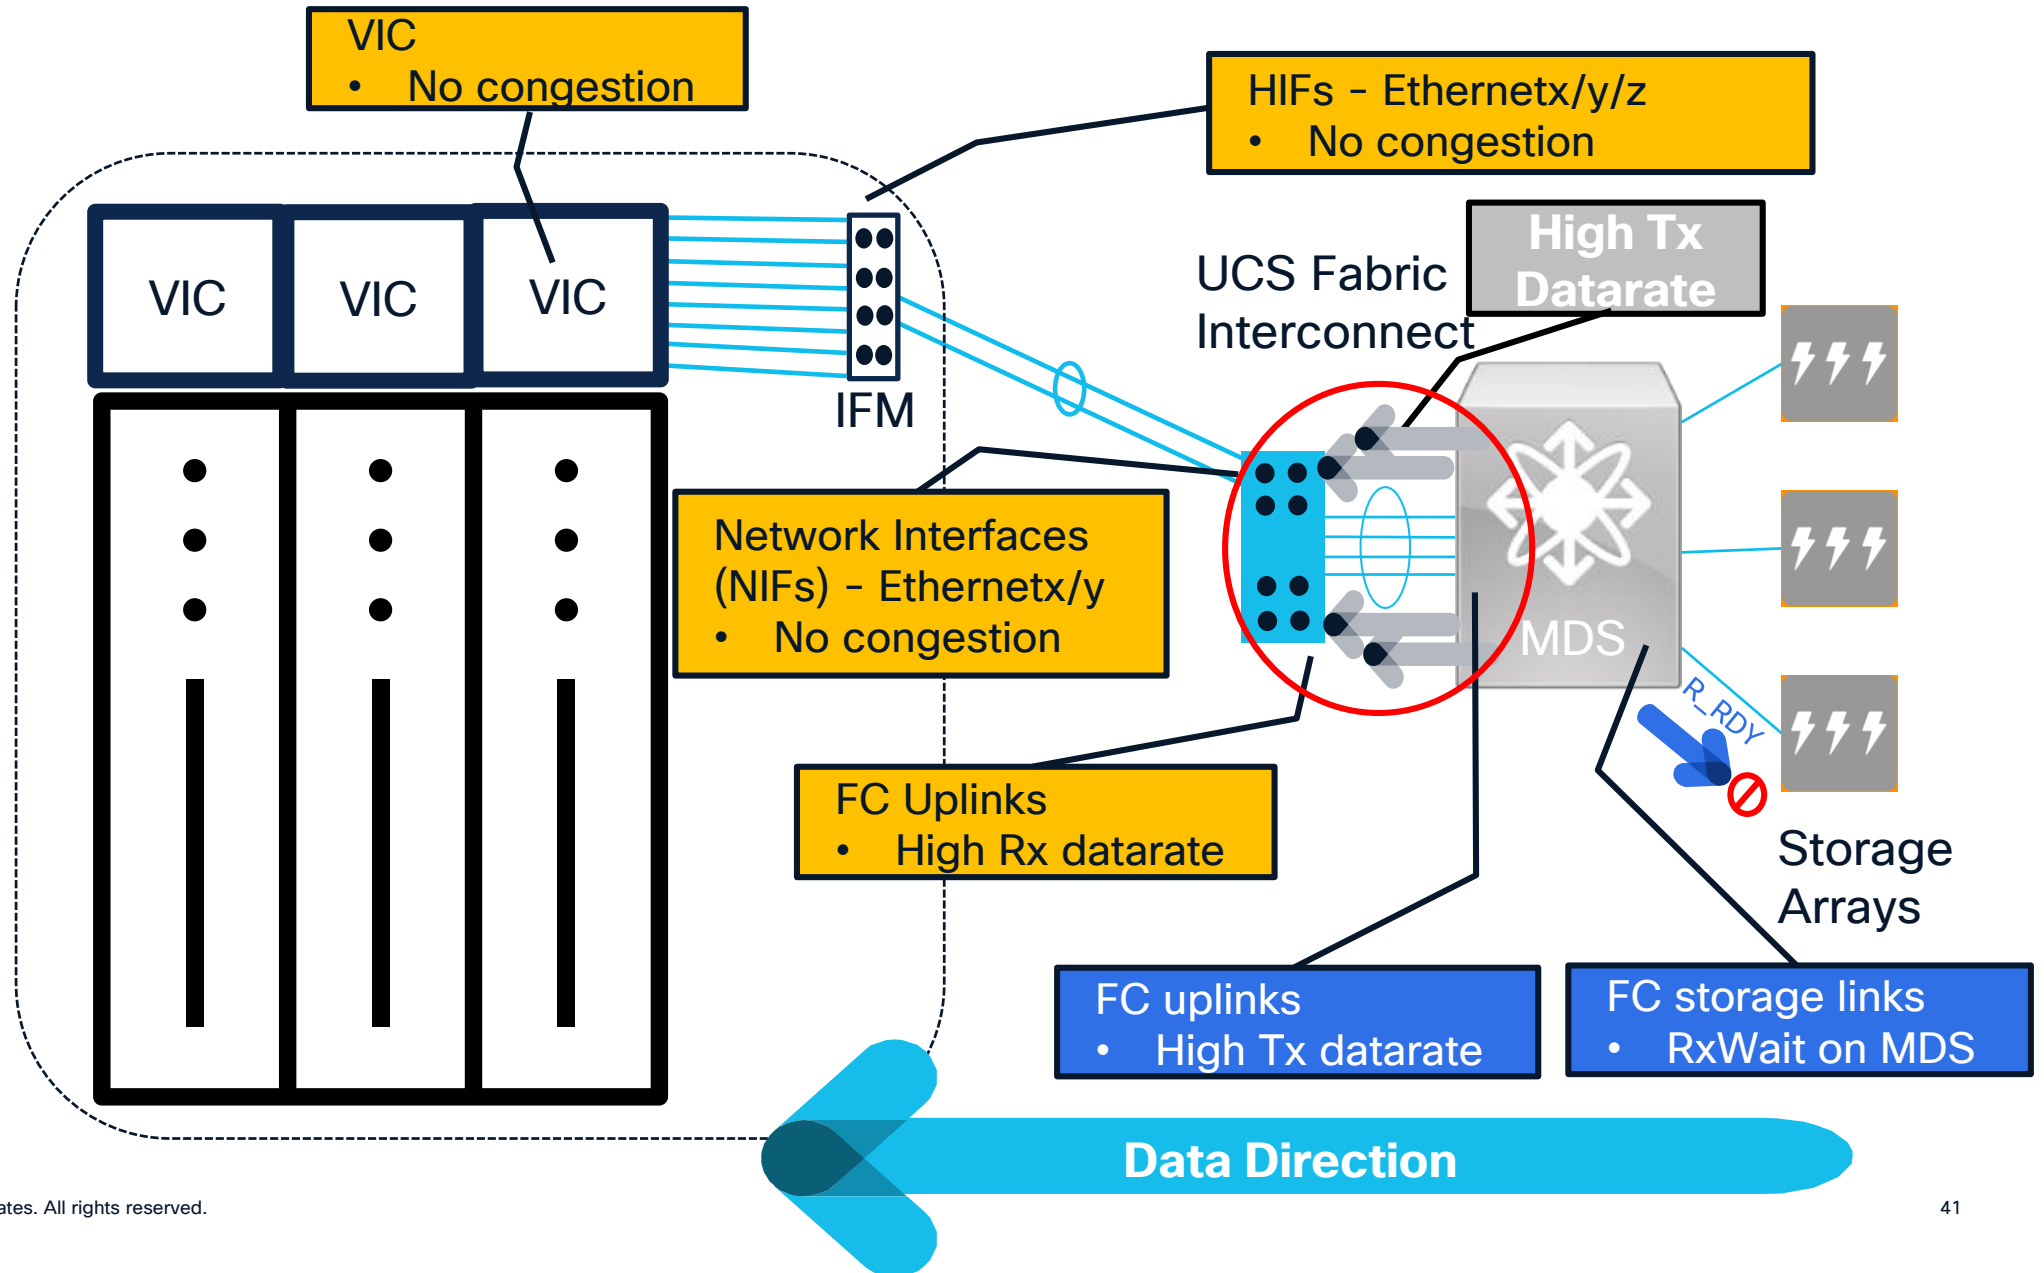 VIC
• No congestion
HIFs - Ethernetx/y/z
• No congestion
High Tx
Datarate
UCS Fabric
Interconnect
VIC
VIC
VIC
IFM
Network Interfaces
(NIFs) - Ethernetx/y
• No congestion
MDS
R_RDY
FC Uplinks
• High Rx datarate
Storage
Arrays
FC uplinks
• High Tx datarate
FC storage links
• RxWait on MDS
Data Direction
ates. All rights reserved.
41